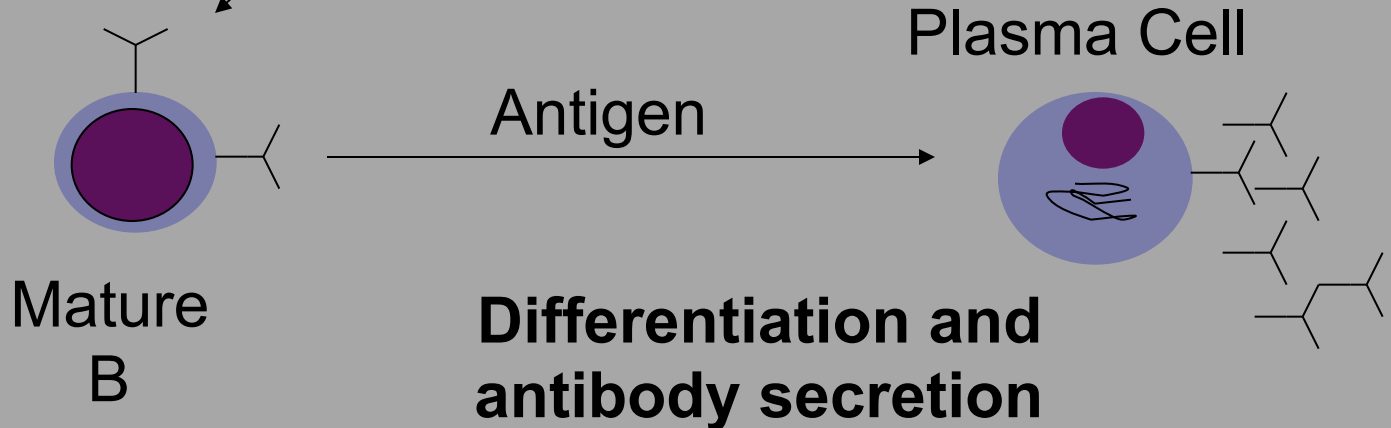 Plasma Cell
Antigen
Mature
B
Differentiation and
antibody secretion